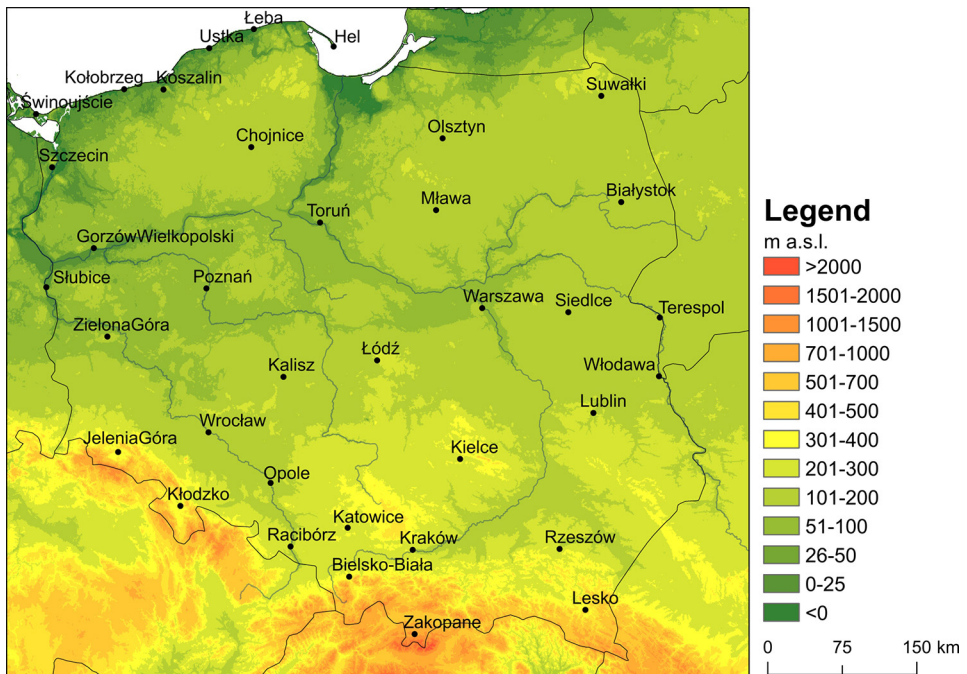 Łeba
Ustka
Hel
Kołobrzeg
Koszalin
Suwałki
Świnoujście
Olsztyn
Chojnice
Szczecin
Białystok
Mława
Toruń
GorzówWielkopolski
Słubice
Poznań
Warszawa
Siedlce
Terespol
ZielonaGóra
Łódź
Kalisz
Włodawa
Lublin
Wrocław
JeleniaGóra
Kielce
Opole
Kłodzko
Katowice
Racibórz
Kraków
Rzeszów
Bielsko-Biała
Lesko
Zakopane
Legend
m a.s.l.
>2000
1501-2000
1001-1500
701-1000
501-700
401-500
301-400
201-300
101-200
51-100
26-50
0-25
<0
0 75 150 km